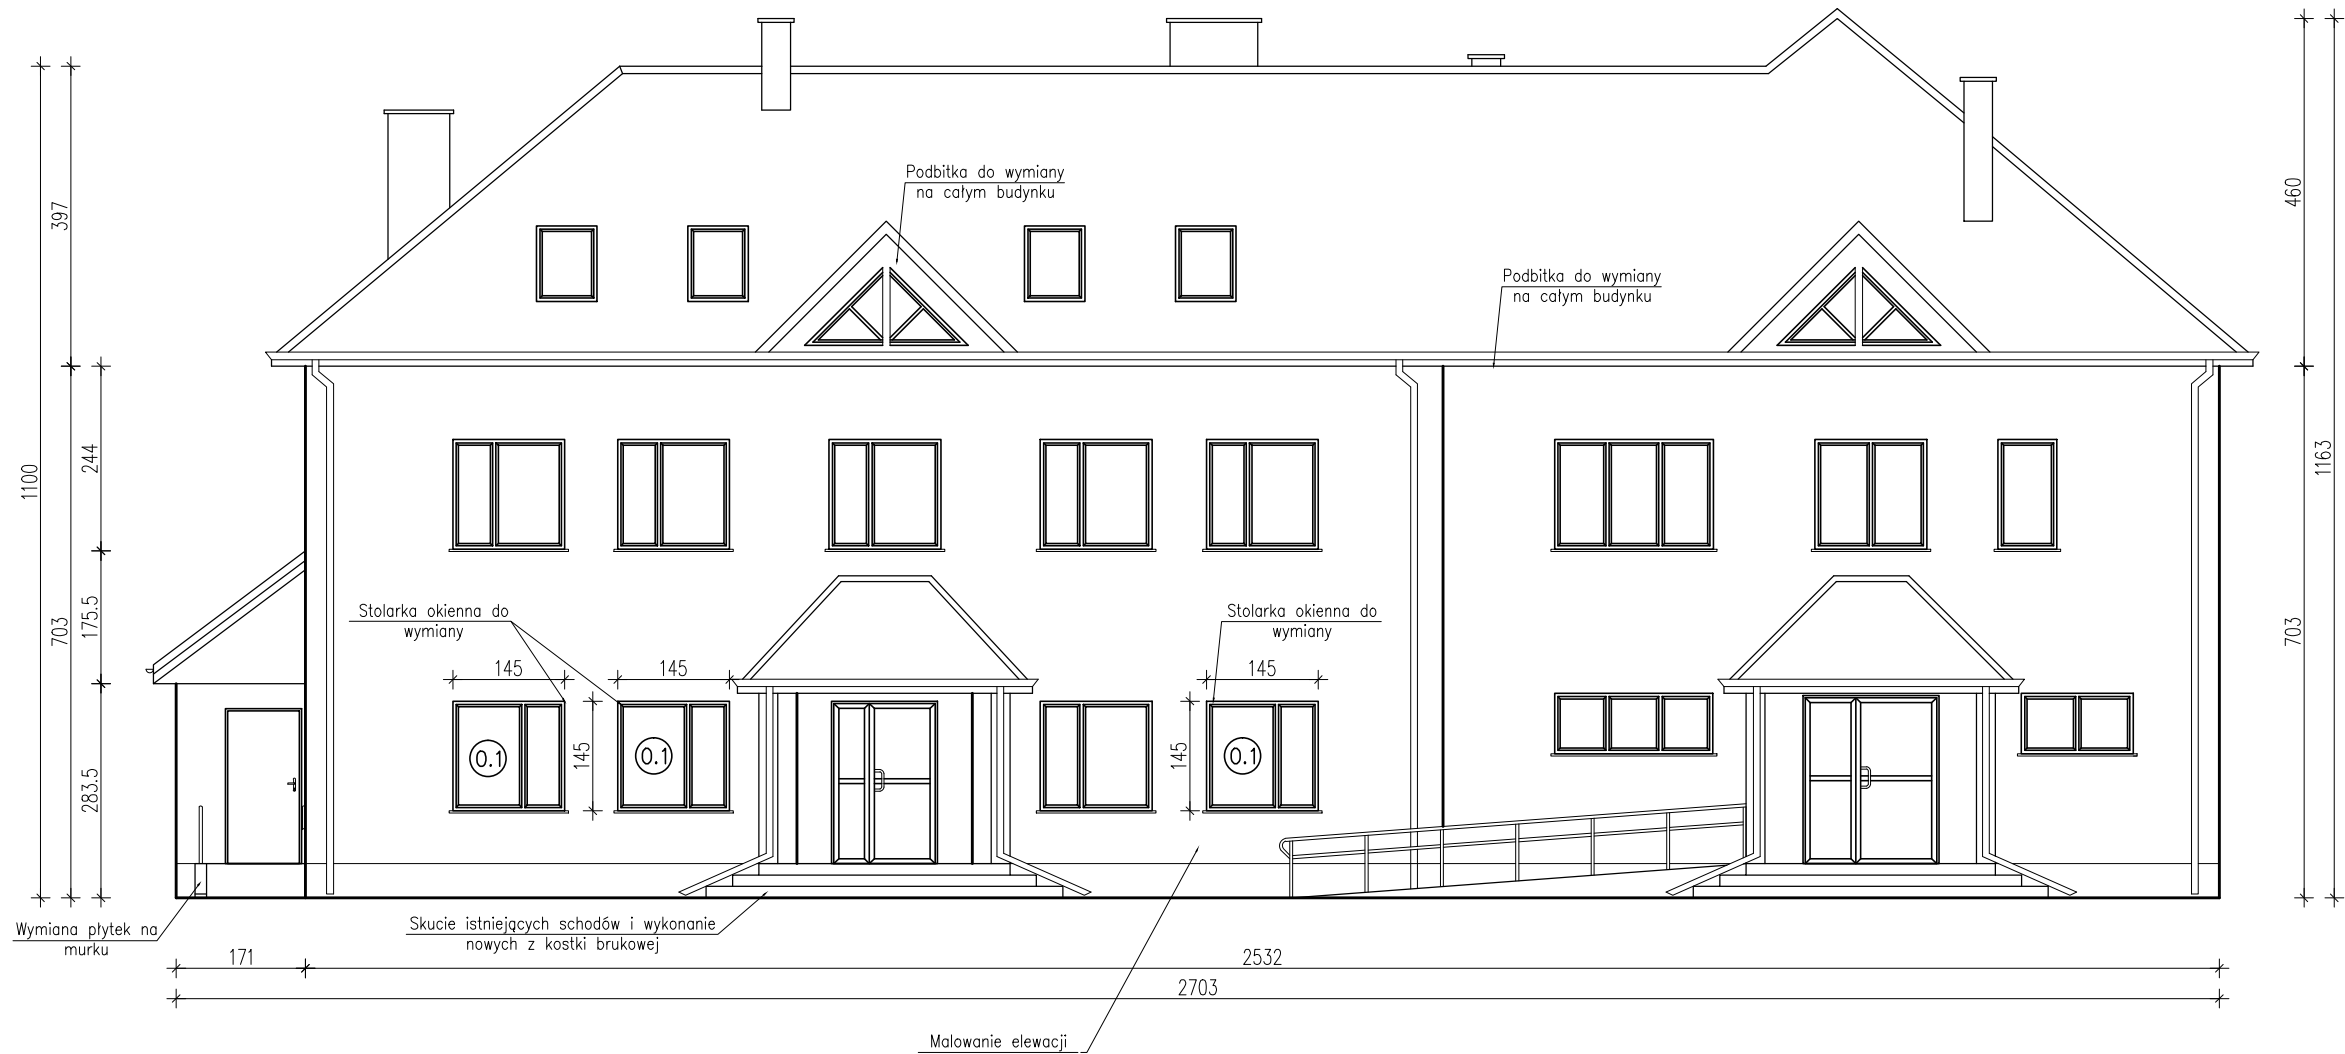 Podbitka do wymiany
na całym budynku
Podbitka do wymiany
na całym budynku
397
460
1100
244
1163
703
175.5
703
283.5
Stolarka okienna do
wymiany
Stolarka okienna do
wymiany
145
145
145
145
145
0.1
0.1
0.1
Wymiana płytek na
murku
Skucie istniejących schodów i wykonanie
nowych z kostki brukowej
171
2532
2703
Malowanie elewacji